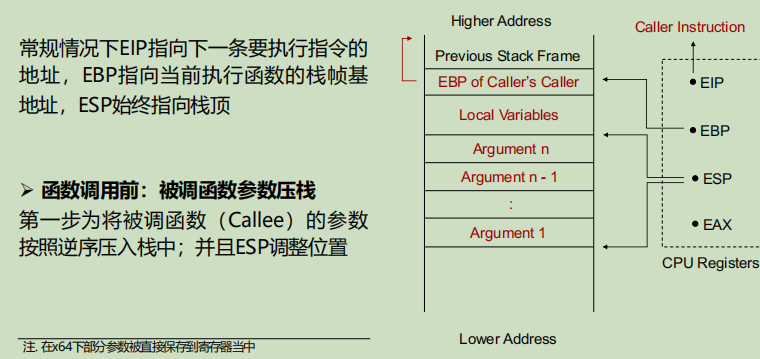 常规情况下EIP指向下一条要执行指令的
地址，EBP指向当前执行函数的栈帧基
地址，ESP始终指向栈顶
➢ 函数调用前：被调函数参数压栈
第一步为将被调函数（Callee）的参数
按照逆序压入栈中；并且ESP调整位置
注. 在x64下部分参数被直接保存到寄存器当中
Higher Address
Previous Stack Frame
EBP of Caller's Caller
Local Variables
Argument n
Argument n - 1
:
Argument 1
Lower Address
Caller Instruction
EIP
EBP
ESP
EAX
CPU Registers